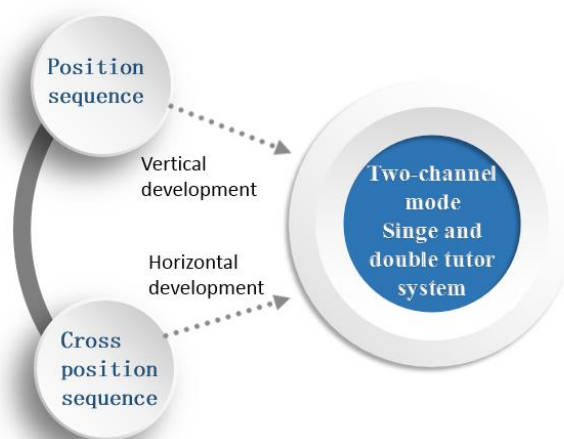 Position
sequence
Vertical
development
Two-channel
mode
Singe and
double tutor
system
Horizontal
development
Cross
position
sequence